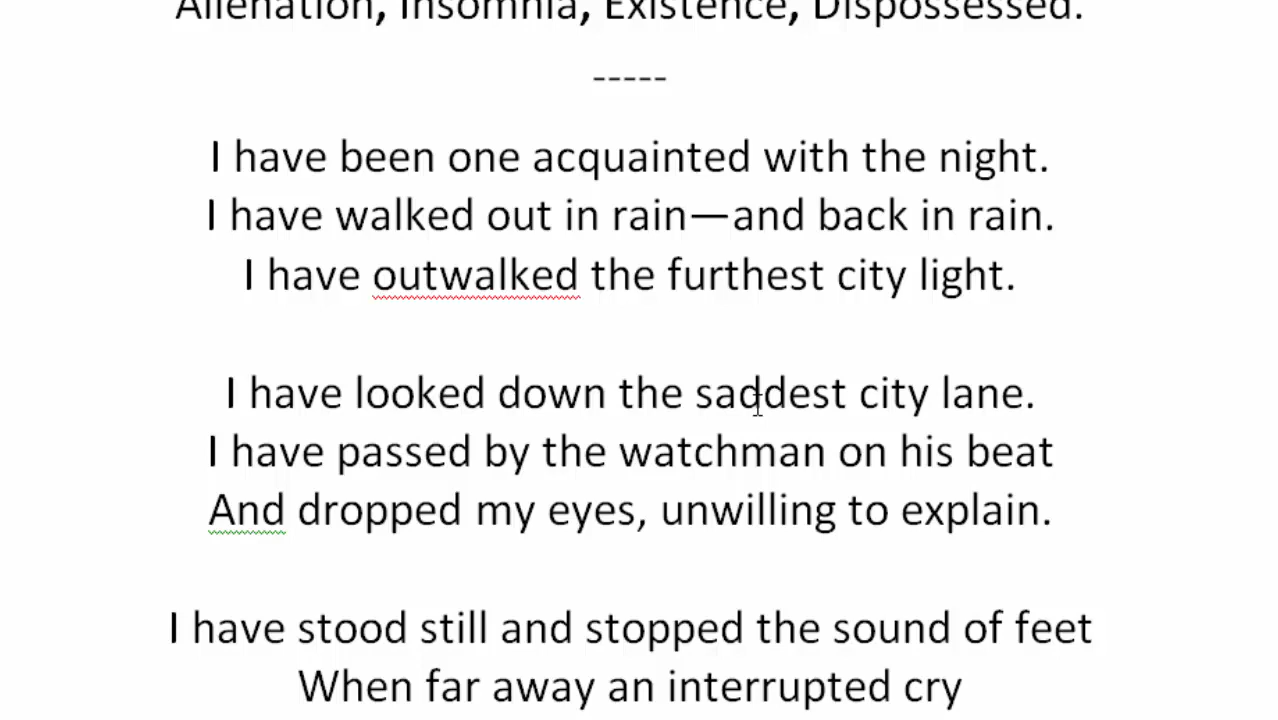 Alienation, Insomnia, Existence, Dispossessed.
-----
I have been one acquainted with the night.
I have walked out in rain—and back in rain.
I have outwalked the furthest city light.
I have looked down the saddest city lane.
I have passed by the watchman on his beat
And dropped my eyes, unwilling to explain.
I have stood still and stopped the sound of feet
When far away an interrupted cry